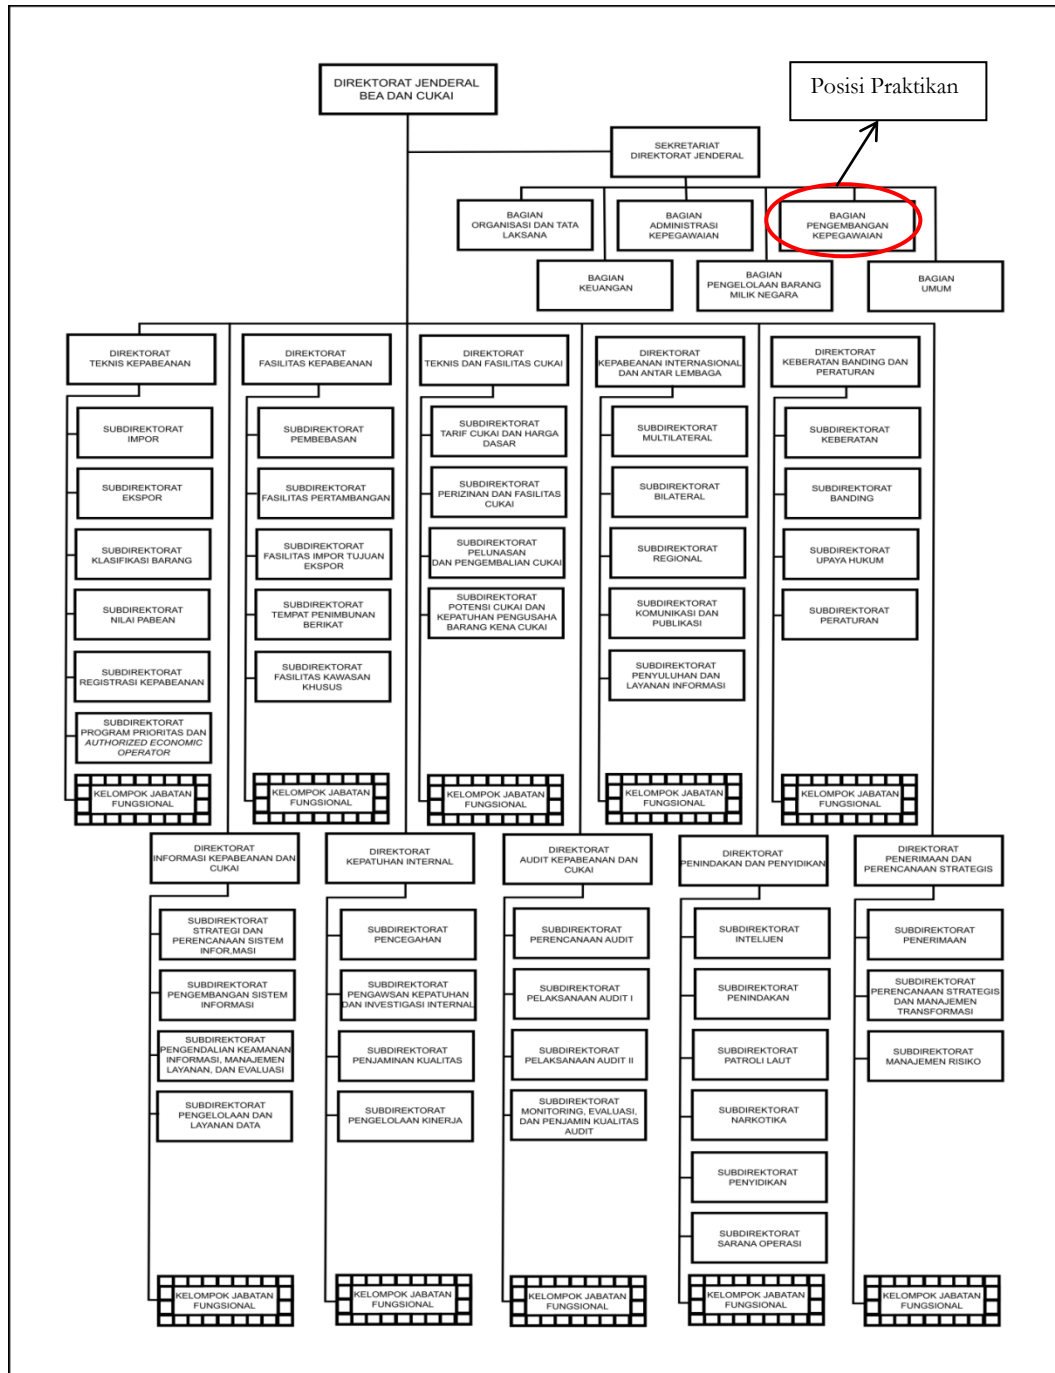 DIREKTORAT JENDERAL
BEA DAN CUKAI
Posisi Praktikan
SEKRETARIAT
DIREKTORAT JENDERAL
BAGIAN
ORGANISASI DAN TATA
LAKSANA
BAGIAN
ADMINISTRASI
KEPEGAWAIAN
BAGIAN
PENGEMBANGAN
KEPEGAWAIAN
BAGIAN
KEUANGAN
BAGIAN
PENGELOLAAN BARANG
MILIK NEGARA
BAGIAN
UMUM
DIREKTORAT
TEKNIS KEPABEANAN
SUBDIREKTORAT
IMPOR
SUBDIREKTORAT
EKSPOR
SUBDIREKTORAT
KLASIFIKASI BARANG
SUBDIREKTORAT
NILAI PABEAN
SUBDIREKTORAT
REGISTRASI KEPABEANAN
SUBDIREKTORAT
PROGRAM PRIORITAS DAN
AUTHORIZED ECONOMIC
OPERATOR
KELOMPOK JABATAN
FUNGSIONAL
DIREKTORAT
FASILITAS KEPABEANAN
SUBDIREKTORAT
PEMBEBASAN
SUBDIREKTORAT
FASILITAS PERTAMBANGAN
SUBDIREKTORAT
FASILITAS IMPOR TUJUAN
EKSPOR
SUBDIREKTORAT
TEMPAT PENIMBUNAN
BERIKAT
SUBDIREKTORAT
FASILITAS KAWASAN
KHUSUS
KELOMPOK JABATAN
FUNGSIONAL
DIREKTORAT
TEKNIS DAN FASILITAS CUKAI
SUBDIREKTORAT
TARIF CUKAI DAN HARGA
DASAR
SUBDIREKTORAT
PERIZINAN DAN FASILITAS
CUKAI
SUBDIREKTORAT
PELUNASAN
DAN PENGEMBALIAN CUKAI
SUBDIREKTORAT
POTENSI CUKAI DAN
KEPATUHAN PENGUSAHA
BARANG KENA CUKAI
KELOMPOK JABATAN
FUNGSIONAL
DIREKTORAT
KEPABEANAN INTERNASIONAL
DAN ANTAR LEMBAGA
SUBDIREKTORAT
MULTILATERAL
SUBDIREKTORAT
BILATERAL
SUBDIREKTORAT
REGIONAL
SUBDIREKTORAT
KOMUNIKASI DAN
PUBLIKASI
SUBDIREKTORAT
PENYULUHAN DAN
LAYANAN INFORMASI
KELOMPOK JABATAN
FUNGSIONAL
DIREKTORAT
KEBERATAN BANDING DAN
PERATURAN
SUBDIREKTORAT
KEBERATAN
SUBDIREKTORAT
BANDING
SUBDIREKTORAT
UPAYA HUKUM
SUBDIREKTORAT
PERATURAN
KELOMPOK JABATAN
FUNGSIONAL
DIREKTORAT
INFORMASI KEPABEANAN DAN
CUKAI
SUBDIREKTORAT
STRATEGI DAN
PERENCANAAN SISTEM
INFOR,MASI
SUBDIREKTORAT
PENGEMBANGAN SISTEM
INFORMASI
SUBDIREKTORAT
PENGENDALIAN KEAMANAN
INFORMASI, MANAJEMEN
LAYANAN, DAN EVALUASI
SUBDIREKTORAT
PENGELOLAAN DAN
LAYANAN DATA
KELOMPOK JABATAN
FUNGSIONAL
DIREKTORAT
KEPATUHAN INTERNAL
SUBDIREKTORAT
PENCEGAHAN
SUBDIREKTORAT
PENGAWSAN KEPATUHAN
DAN INVESTIGASI INTERNAL
SUBDIREKTORAT
PENJAMINAN KUALITAS
SUBDIREKTORAT
PENGELOLAAN KINERJA
KELOMPOK JABATAN
FUNGSIONAL
DIREKTORAT
AUDIT KEPABEANAN DAN
CUKAI
SUBDIREKTORAT
PERENCANAAN AUDIT
SUBDIREKTORAT
PELAKSANAAN AUDIT I
SUBDIREKTORAT
PELAKSANAAN AUDIT II
SUBDIREKTORAT
MONITORING, EVALUASI,
DAN PENJAMIN KUALITAS
AUDIT
KELOMPOK JABATAN
FUNGSIONAL
DIREKTORAT
PENINDAKAN DAN PENYIDIKAN
SUBDIREKTORAT
INTELIJEN
SUBDIREKTORAT
PENINDAKAN
SUBDIREKTORAT
PATROLI LAUT
SUBDIREKTORAT
NARKOTIKA
SUBDIREKTORAT
PENYIDIKAN
SUBDIREKTORAT
SARANA OPERASI
KELOMPOK JABATAN
FUNGSIONAL
DIREKTORAT
PENERIMAAN DAN
PERENCANAAN STRATEGIS
SUBDIREKTORAT
PENERIMAAN
SUBDIREKTORAT
PERENCANAAN STRATEGIS
DAN MANAJEMEN
TRANSFORMASI
SUBDIREKTORAT
MANAJEMEN RISIKO
KELOMPOK JABATAN
FUNGSIONAL